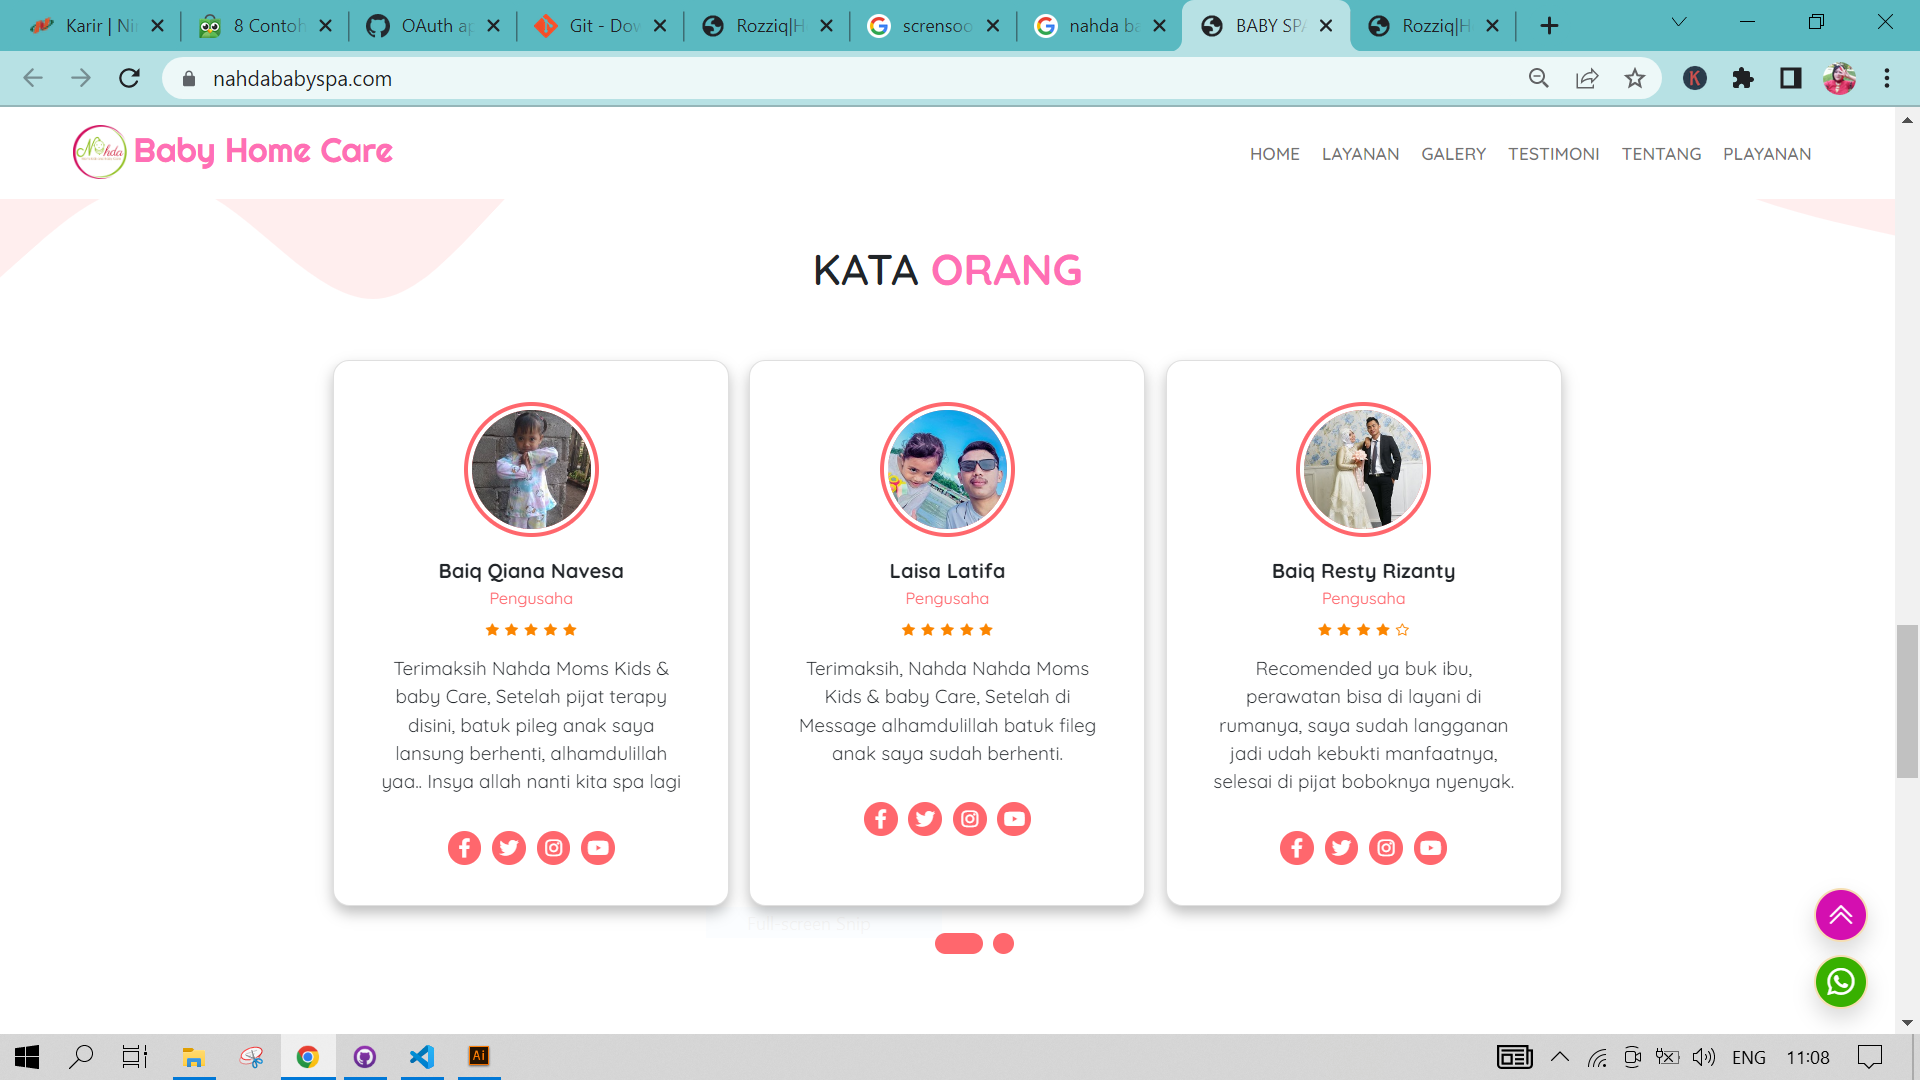 Karir | Nin
8 Contoh
OAuth ap
Git - Dow
Rozziq|H
scrensoo
nahda ba
BABY SPA
Rozziq|H
nahdababyspa.com
K
Nahda
Baby Home Care
HOME LAYANAN GALERY TESTIMONI TENTANG PLAYANAN
KATA ORANG
Baiq Qiana Navesa
Pengusaha
Terimaksih Nahda Moms Kids &
baby Care, Setelah pijat terapy
disini, batuk pileg anak saya
lansung berhenti, alhamdulillah
yaa.. Insya allah nanti kita spa lagi
Laisa Latifa
Pengusaha
Terimaksih, Nahda Nahda Moms
Kids & baby Care, Setelah di
Message alhamdulillah batuk fileg
anak saya sudah berhenti.
Baiq Resty Rizanty
Pengusaha
Recomended ya buk ibu,
perawatan bisa di layani di
rumanya, saya sudah langganan
jadi udah kebukti manfaatnya,
selesai di pijat boboknya nyenyak.
Full-screen Snip
Ai
ENG 11:08